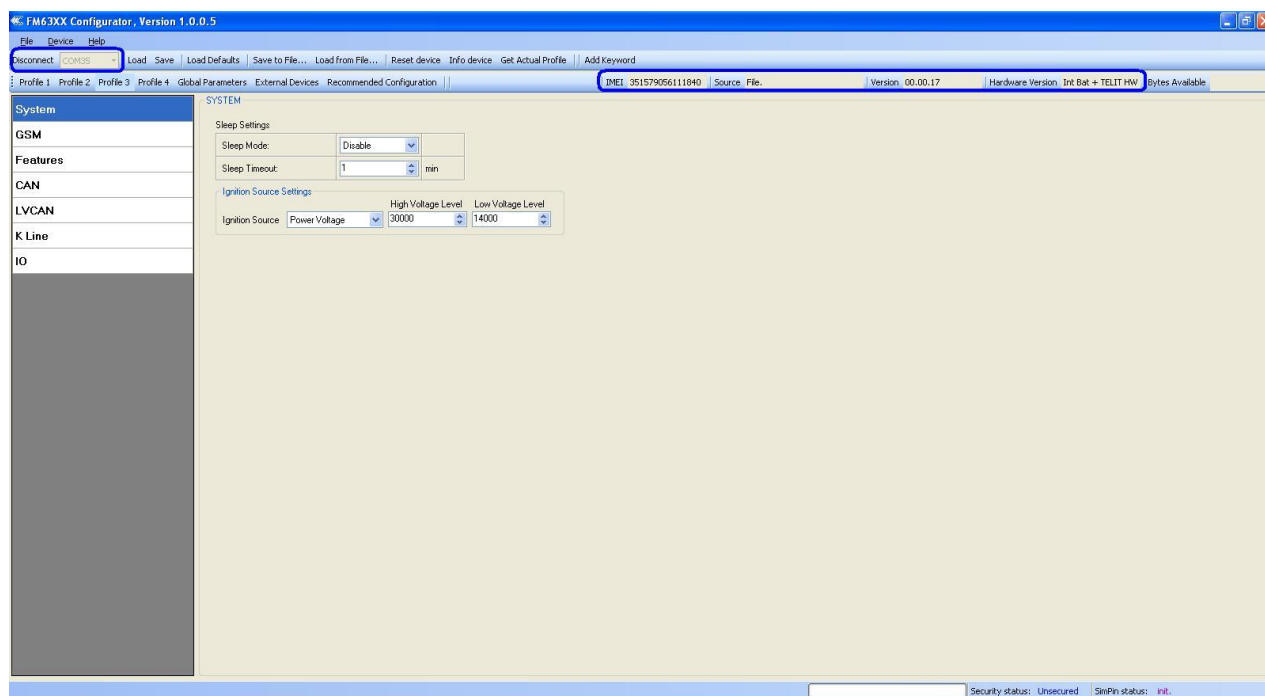 FM63XX Configurator, Version 1.0.0.5
File Device Help
Disconnect COM35 Load Save Load Defaults Save to File... Load from File... Reset device Info device Get Actual Profile Add Keyword
Profile 1 Profile 2 Profile 3 Profile 4 Global Parameters External Devices Recommended Configuration IMEI 351579056111840 Source File. Version 00.00.17 Hardware Version Int Bat + TELIT HW Bytes Available
System
GSM
Features
CAN
LVCAN
K Line
IO
SYSTEM
Sleep Settings
Sleep Mode: Disable
Sleep Timeout: 1 min
Ignition Source Settings
High Voltage Level Low Voltage Level
Ignition Source Power Voltage 30000 14000
Security status: Unsecured SimPin status: init.